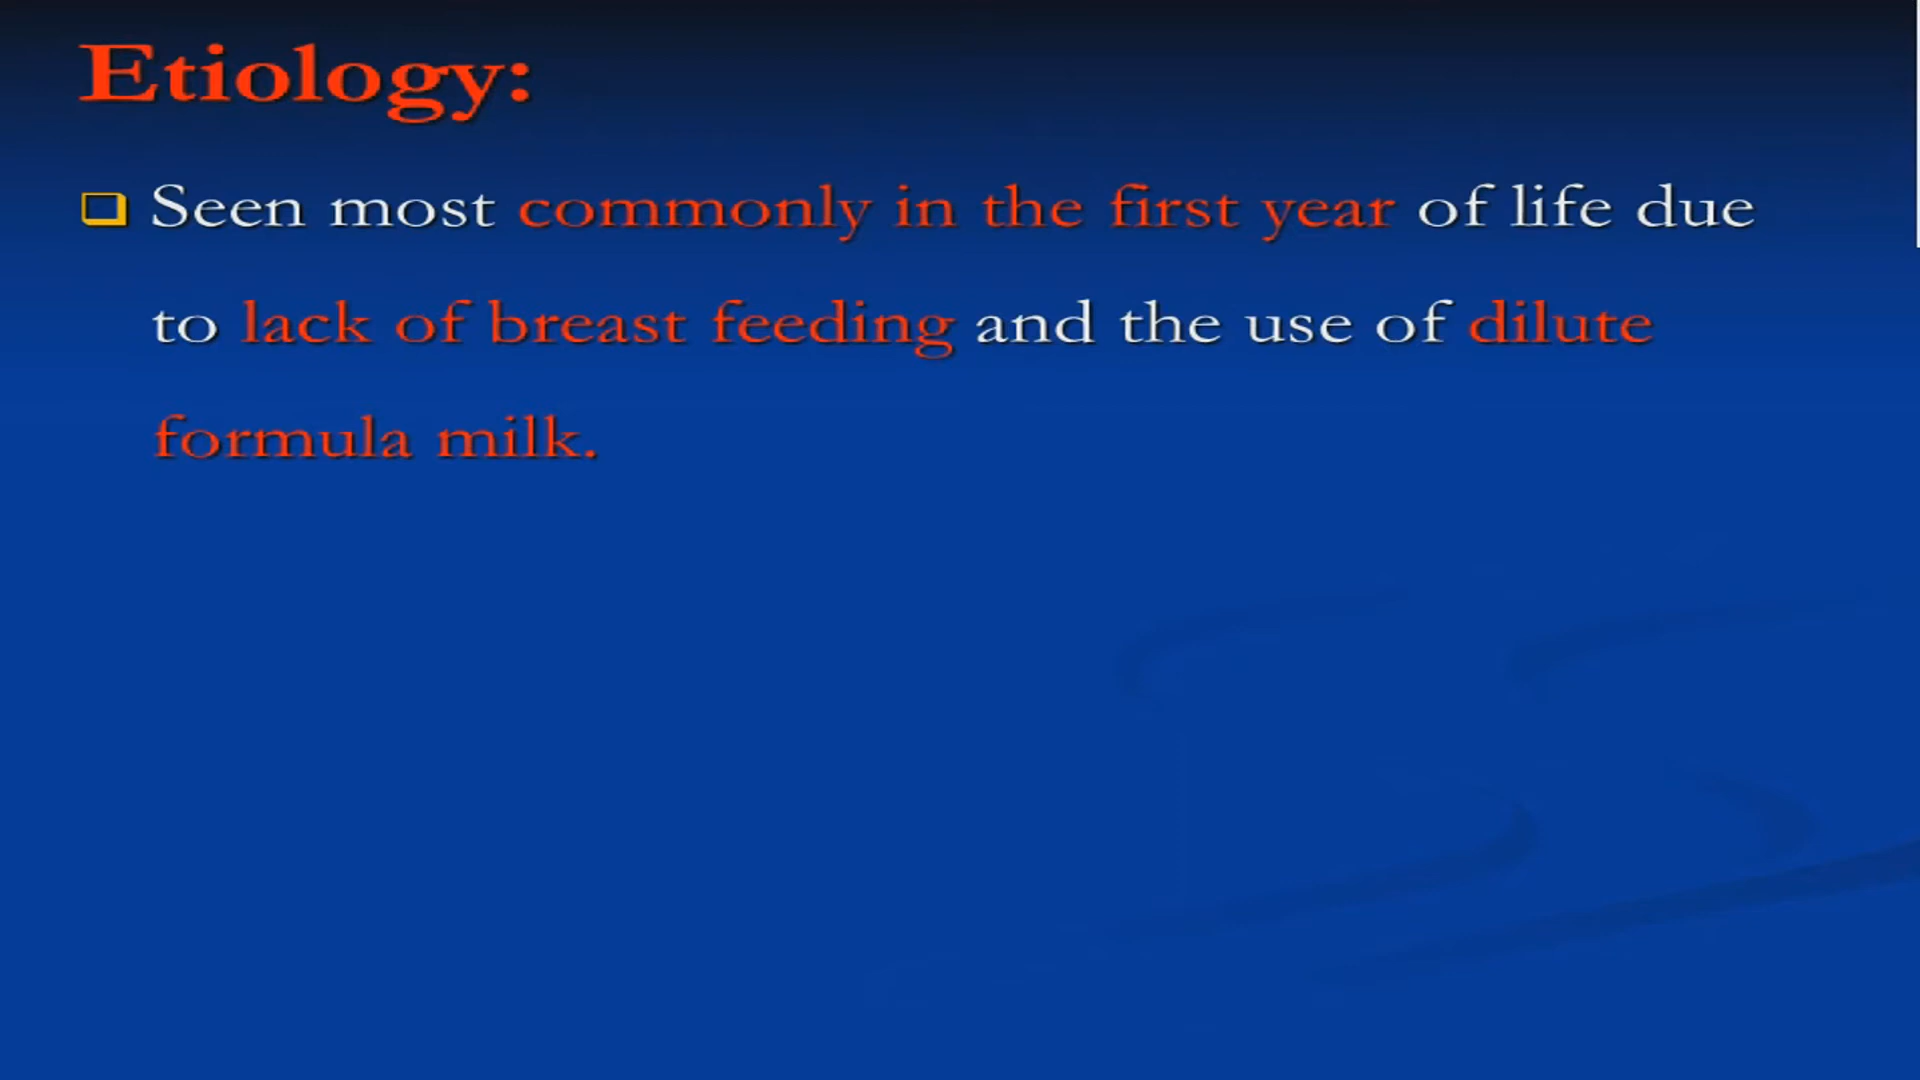 Etiology:
Seen most commonly in the first year of life due
to lack of breast feeding and the use of dilute
formula milk.